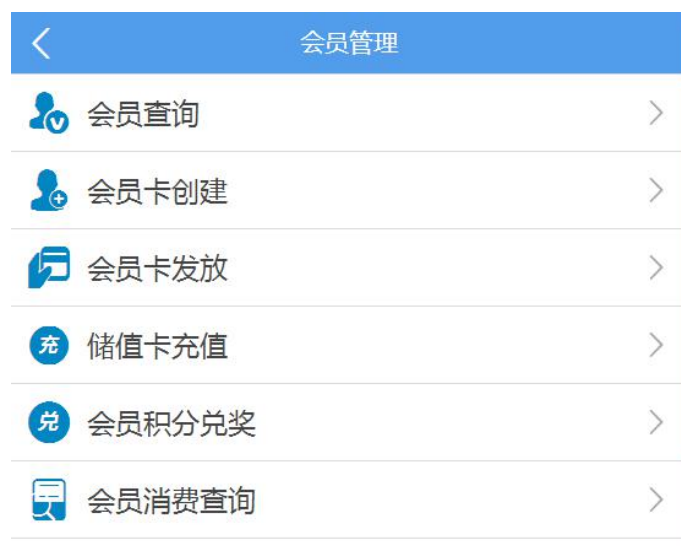 会员管理
会员查询
会员卡创建
会员卡发放
充 储值卡充值
兑 会员积分兑奖
会员消费查询